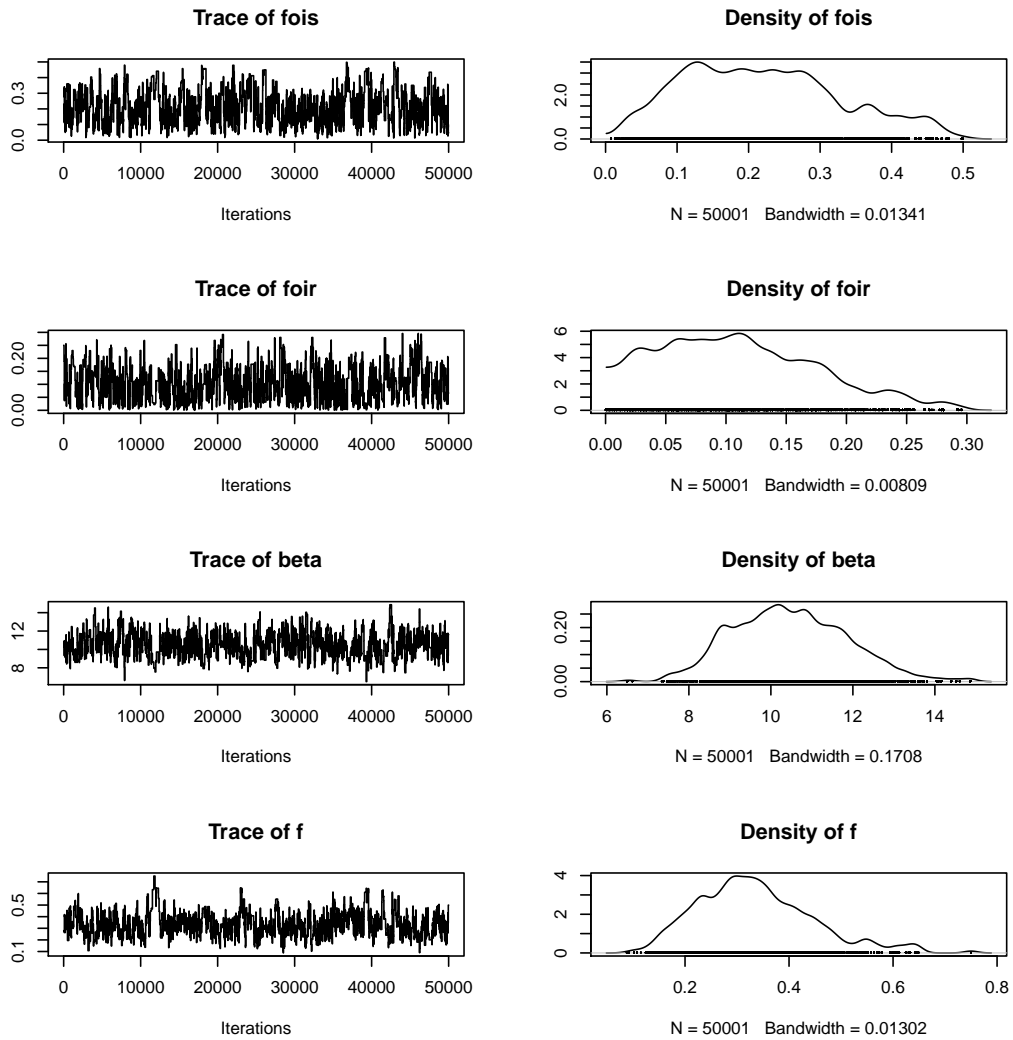 Trace of fois
0.0 0.3
0 10000 20000 30000 40000 50000
Iterations
Density of fois
0.0 2.0
0.0 0.1 0.2 0.3 0.4 0.5
N = 50001 Bandwidth = 0.01341
Trace of foir
0.00 0.20
0 10000 20000 30000 40000 50000
Iterations
Density of foir
0 2 4 6
0.00 0.05 0.10 0.15 0.20 0.25 0.30
N = 50001 Bandwidth = 0.00809
Trace of beta
8 12
0 10000 20000 30000 40000 50000
Iterations
Density of beta
0.00 0.20
6 8 10 12 14
N = 50001 Bandwidth = 0.1708
Trace of f
0.1 0.5
0 10000 20000 30000 40000 50000
Iterations
Density of f
0 2 4
0.2 0.4 0.6 0.8
N = 50001 Bandwidth = 0.01302